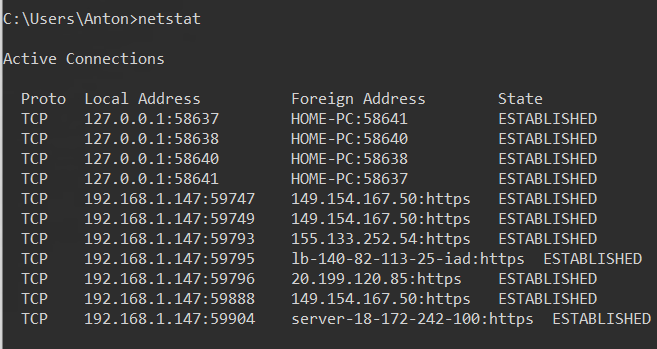 C:\Users\Anton>netstat
Active Connections
Proto  Local Address          Foreign Address        State
TCP    127.0.0.1:58637        HOME-PC:58641          ESTABLISHED
TCP    127.0.0.1:58638        HOME-PC:58640          ESTABLISHED
TCP    127.0.0.1:58640        HOME-PC:58638          ESTABLISHED
TCP    127.0.0.1:58641        HOME-PC:58637          ESTABLISHED
TCP    192.168.1.147:59747    149.154.167.50:https   ESTABLISHED
TCP    192.168.1.147:59749    149.154.167.50:https   ESTABLISHED
TCP    192.168.1.147:59793    155.133.252.54:https   ESTABLISHED
TCP    192.168.1.147:59795    lb-140-82-113-25-iad:https  ESTABLISHED
TCP    192.168.1.147:59796    20.199.120.85:https    ESTABLISHED
TCP    192.168.1.147:59888    149.154.167.50:https   ESTABLISHED
TCP    192.168.1.147:59904    server-18-172-242-100:https  ESTABLISHED